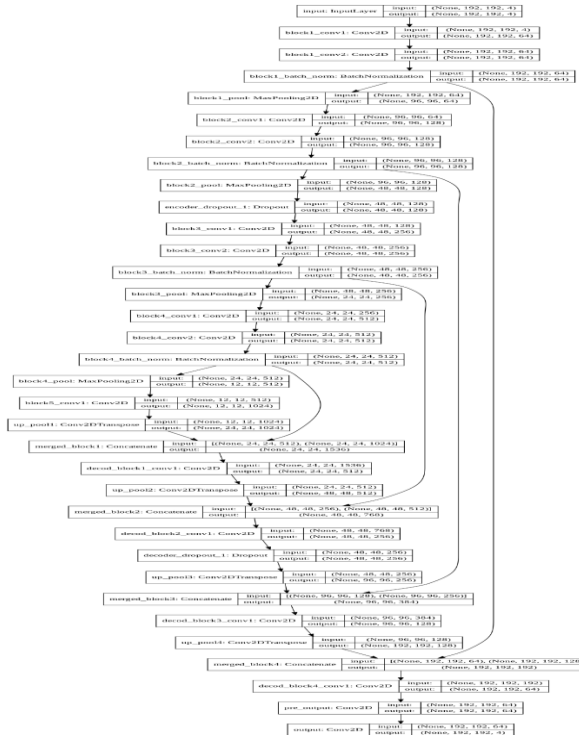 input: InputLayer input: (None, 192, 192, 4)
output: (None, 192, 192, 4)
block1_conv1: Conv2D input: (None, 192, 192, 4)
output: (None, 192, 192, 64)
block1_conv2: Conv2D input: (None, 192, 192, 64)
output: (None, 192, 192, 64)
block1_batch_norm: BatchNormalization input: (None, 192, 192, 64)
output: (None, 192, 192, 64)
block1_pool: MaxPooling2D input: (None, 192, 192, 64)
output: (None, 96, 96, 64)
block2_conv1: Conv2D input: (None, 96, 96, 64)
output: (None, 96, 96, 128)
block2_conv2: Conv2D input: (None, 96, 96, 128)
output: (None, 96, 96, 128)
block2_batch_norm: BatchNormalization input: (None, 96, 96, 128)
output: (None, 96, 96, 128)
block2_pool: MaxPooling2D input: (None, 96, 96, 128)
output: (None, 48, 48, 128)
encoder_dropout_1: Dropout input: (None, 48, 48, 128)
output: (None, 48, 48, 128)
block3_conv1: Conv2D input: (None, 48, 48, 128)
output: (None, 48, 48, 256)
block3_conv2: Conv2D input: (None, 48, 48, 256)
output: (None, 48, 48, 256)
block3_batch_norm: BatchNormalization input: (None, 48, 48, 256)
output: (None, 48, 48, 256)
block3_pool: MaxPooling2D input: (None, 48, 48, 256)
output: (None, 24, 24, 256)
block4_conv1: Conv2D input: (None, 24, 24, 256)
output: (None, 24, 24, 512)
block4_conv2: Conv2D input: (None, 24, 24, 512)
output: (None, 24, 24, 512)
block4_batch_norm: BatchNormalization input: (None, 24, 24, 512)
output: (None, 24, 24, 512)
block4_pool: MaxPooling2D input: (None, 24, 24, 512)
output: (None, 12, 12, 512)
block5_conv1: Conv2D input: (None, 12, 12, 512)
output: (None, 12, 12, 1024)
up_pool1: Conv2DTranspose input: (None, 12, 12, 1024)
output: (None, 24, 24, 1024)
merged_block1: Concatenate input: [(None, 24, 24, 512), (None, 24, 24, 1024)]
output: (None, 24, 24, 1536)
decod_block1_conv1: Conv2D input: (None, 24, 24, 1536)
output: (None, 24, 24, 512)
up_pool2: Conv2DTranspose input: (None, 24, 24, 512)
output: (None, 48, 48, 512)
merged_block2: Concatenate input: [(None, 48, 48, 256), (None, 48, 48, 512)]
output: (None, 48, 48, 768)
decod_block2_conv1: Conv2D input: (None, 48, 48, 768)
output: (None, 48, 48, 256)
decoder_dropout_1: Dropout input: (None, 48, 48, 256)
output: (None, 48, 48, 256)
up_pool3: Conv2DTranspose input: (None, 48, 48, 256)
output: (None, 96, 96, 256)
merged_block3: Concatenate input: [(None, 96, 96, 128), (None, 96, 96, 256)]
output: (None, 96, 96, 384)
decod_block3_conv1: Conv2D input: (None, 96, 96, 384)
output: (None, 96, 96, 128)
up_pool4: Conv2DTranspose input: (None, 96, 96, 128)
output: (None, 192, 192, 128)
merged_block4: Concatenate input: [(None, 192, 192, 64), (None, 192, 192, 128
output: (None, 192, 192, 192)
decod_block4_conv1: Conv2D input: (None, 192, 192, 192)
output: (None, 192, 192, 64)
pre_output: Conv2D input: (None, 192, 192, 64)
output: (None, 192, 192, 64)
output: Conv2D input: (None, 192, 192, 64)
output: (None, 192, 192, 4)